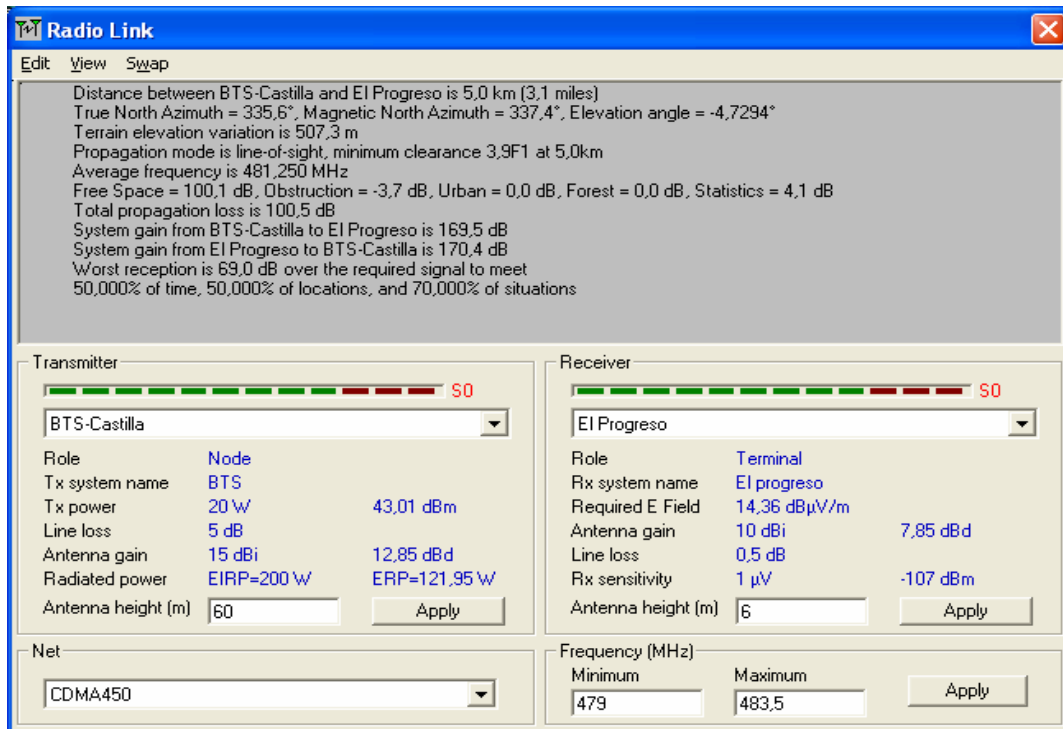 Radio Link
Edit View Swap
Distance between BTS-Castilla and El Progreso is 5,0 km (3,1 miles)
True North Azimuth = 335,6°, Magnetic North Azimuth = 337,4°, Elevation angle = -4,7294°
Terrain elevation variation is 507,3 m
Propagation mode is line-of-sight, minimum clearance 3,9F1 at 5,0km
Average frequency is 481,250 MHz
Free Space = 100,1 dB, Obstruction = -3,7 dB, Urban = 0,0 dB, Forest = 0,0 dB, Statistics = 4,1 dB
Total propagation loss is 100,5 dB
System gain from BTS-Castilla to El Progreso is 169,5 dB
System gain from El Progreso to BTS-Castilla is 170,4 dB
Worst reception is 69,0 dB over the required signal to meet
50,000% of time, 50,000% of locations, and 70,000% of situations
Transmitter
S0
BTS-Castilla
Role Node
Tx system name BTS
Tx power 20 W 43,01 dBm
Line loss 5 dB
Antenna gain 15 dBi 12,85 dBd
Radiated power EIRP=200 W ERP=121,95 W
Antenna height (m) 60 Apply
Receiver
S0
El Progreso
Role Terminal
Rx system name El progreso
Required E Field 14,36 dBµV/m
Antenna gain 10 dBi 7,85 dBd
Line loss 0,5 dB
Rx sensitivity 1 µV -107 dBm
Antenna height (m) 6 Apply
Net
CDMA450
Frequency (MHz)
Minimum Maximum
479 483,5 Apply